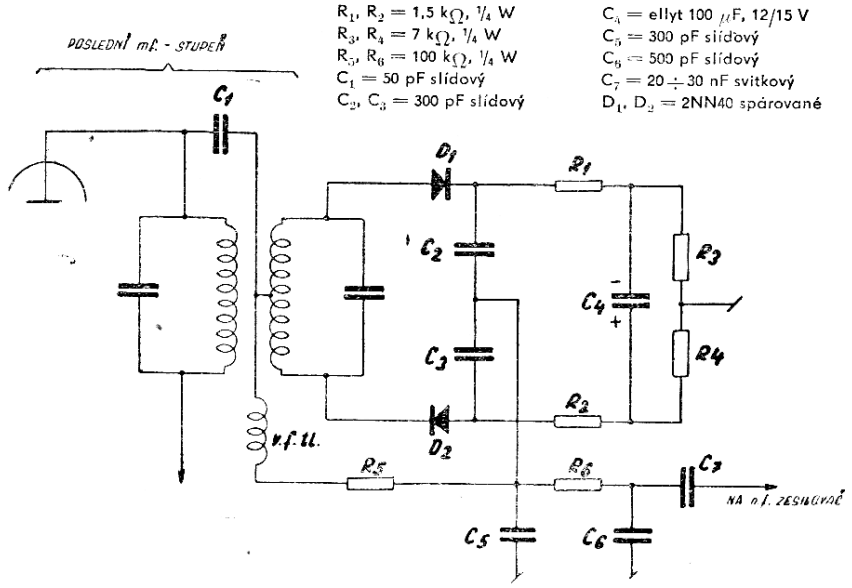 R₁, R₂ = 1,5 kΩ, ¼ W
R₃, R₄ = 7 kΩ, ¼ W
R₅, R₆ = 100 kΩ, ¼ W
C₁ = 50 pF slídový
C₂, C₃ = 300 pF slídový
C₄ = ellyt 100 μF, 12/15 V
C₅ = 300 pF slídový
C₆ = 500 pF slídový
C₇ = 20 ÷ 30 nF svitkový
D₁, D₂ = 2NN40 spárované
POSLEDNÍ mf. - STUPEŇ
C1
D1
R1
C2
R3
C4
-
+
C3
R4
R2
D2
v.f. tl.
R5
R6
C7
NA nf. ZESILOVAČ
C5
C6